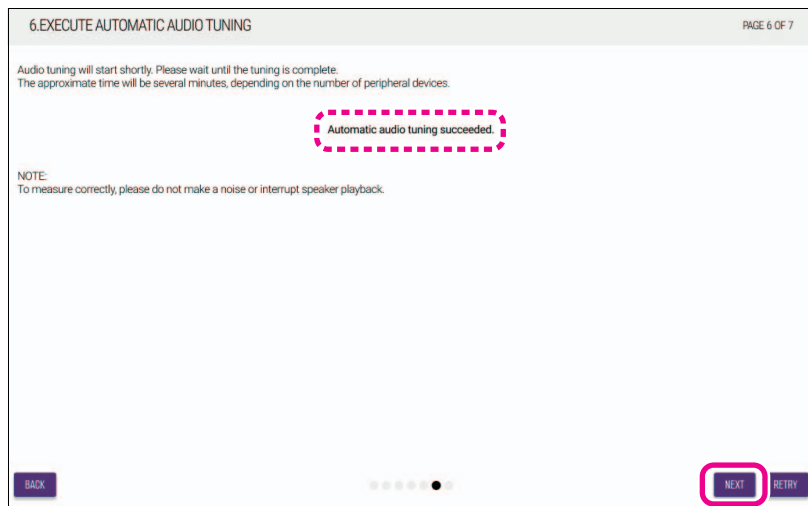 6.EXECUTE AUTOMATIC AUDIO TUNING
PAGE 6 OF 7
Audio tuning will start shortly. Please wait until the tuning is complete.
The approximate time will be several minutes, depending on the number of peripheral devices.
Automatic audio tuning succeeded.
NOTE:
To measure correctly, please do not make a noise or interrupt speaker playback.
BACK
NEXT
RETRY